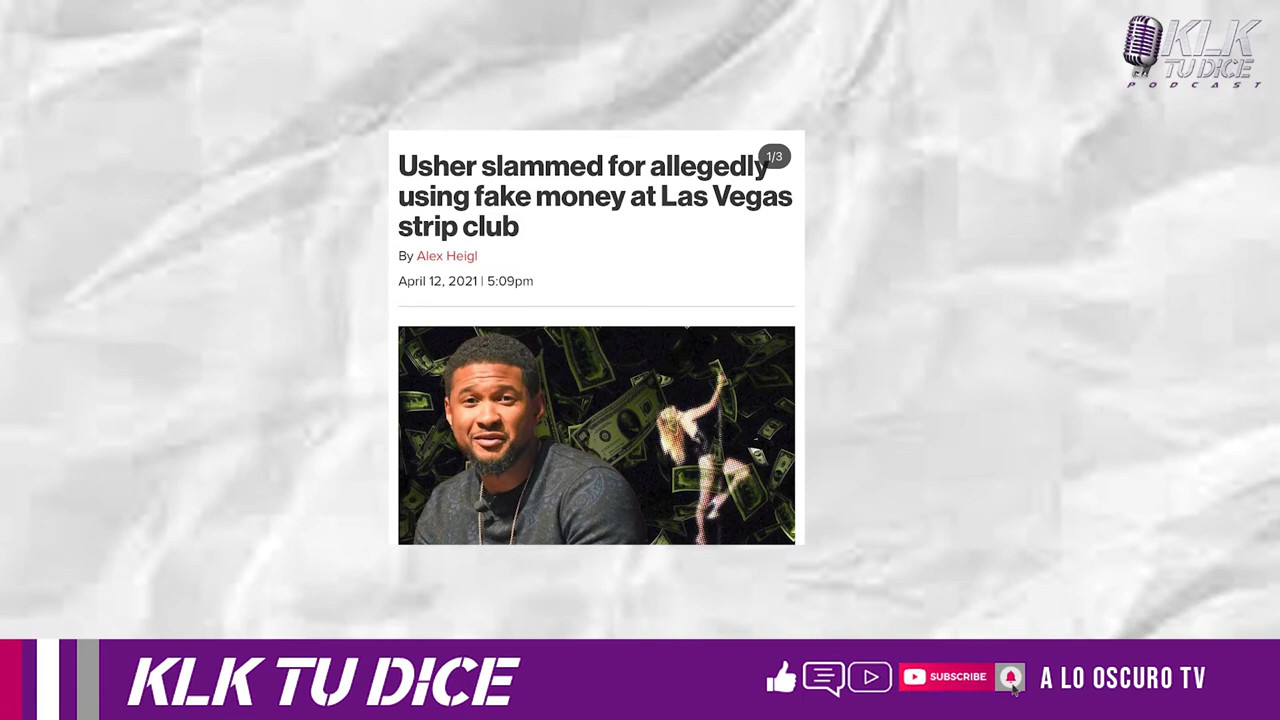 KLK
TU DICE
PODCAST
1/3
Usher slammed for allegedly
using fake money at Las Vegas
strip club
By Alex Heigl
April 12, 2021 | 5:09pm
KLK TU DICE
SUBSCRIBE
A LO OSCURO TV